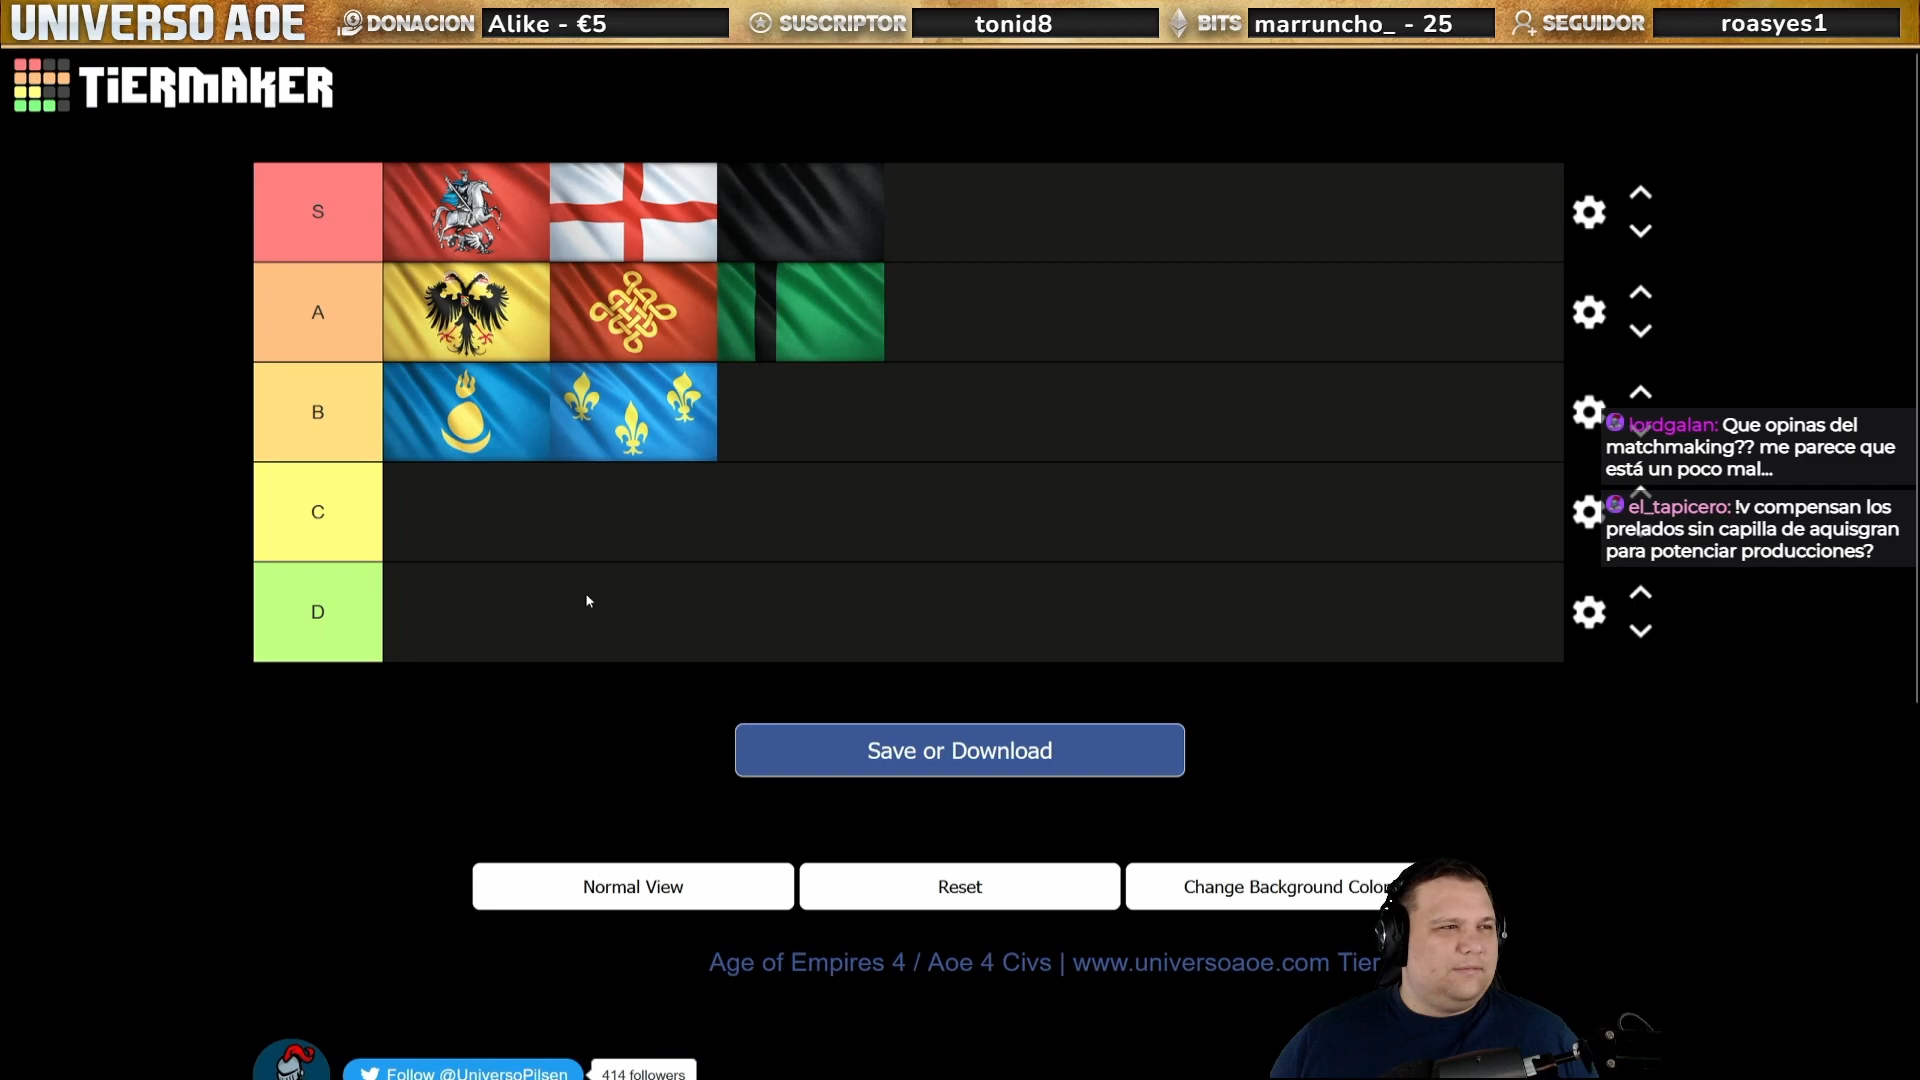 UNIVERSO AOE
DONACION
Alike - €5
SUSCRIPTOR
tonid8
BITS
marruncho_ - 25
SEGUIDOR
roasyes1
TiERMAKER
S
A
B
C
D
lordgalan: Que opinas del
matchmaking?? me parece que
está un poco mal...
el_tapicero: !v compensan los
prelados sin capilla de aquisgran
para potenciar producciones?
Save or Download
Normal View
Reset
Change Background Color
Age of Empires 4 / Aoe 4 Civs | www.universoaoe.com Tier
Follow @UniversoPilsen
414 followers